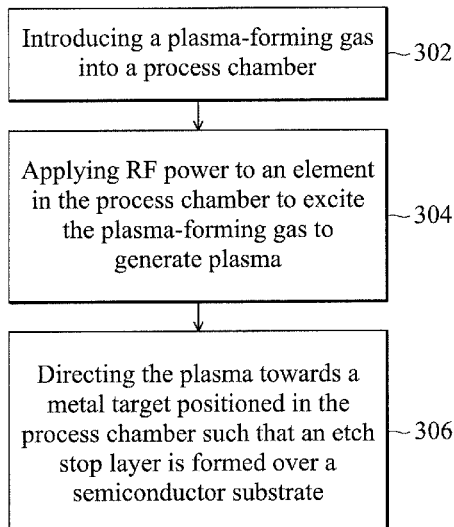 Introducing a plasma-forming gas
into a process chamber
302
Applying RF power to an element
in the process chamber to excite
the plasma-forming gas to
generate plasma
304
Directing the plasma towards a
metal target positioned in the
process chamber such that an etch
stop layer is formed over a
semiconductor substrate
306